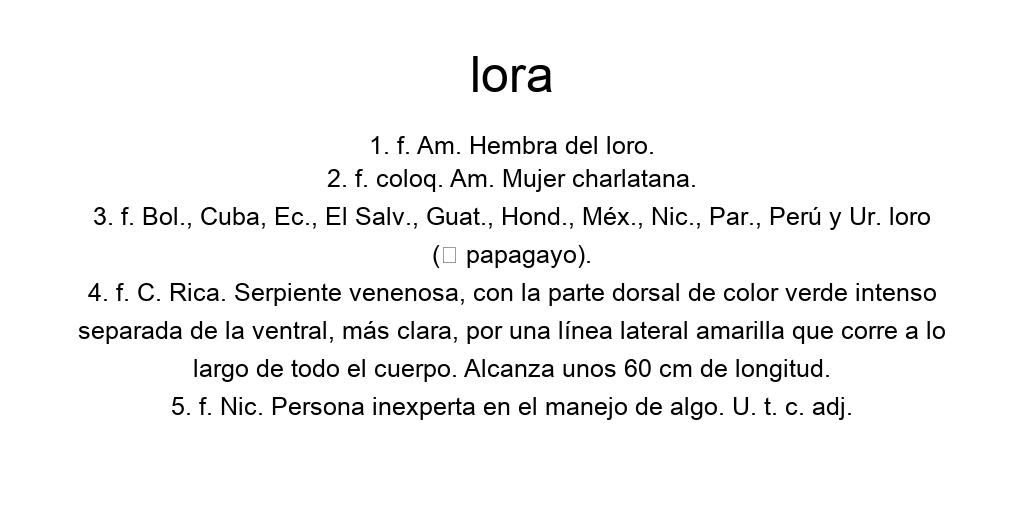 lora
1. f. Am. Hembra del loro.
2. f. coloq. Am. Mujer charlatana.
3. f. Bol., Cuba, Ec., El Salv., Guat., Hond., Méx., Nic., Par., Perú y Ur. loro
(▯ papagayo).
4. f. C. Rica. Serpiente venenosa, con la parte dorsal de color verde intenso
separada de la ventral, más clara, por una línea lateral amarilla que corre a lo
largo de todo el cuerpo. Alcanza unos 60 cm de longitud.
5. f. Nic. Persona inexperta en el manejo de algo. U. t. c. adj.